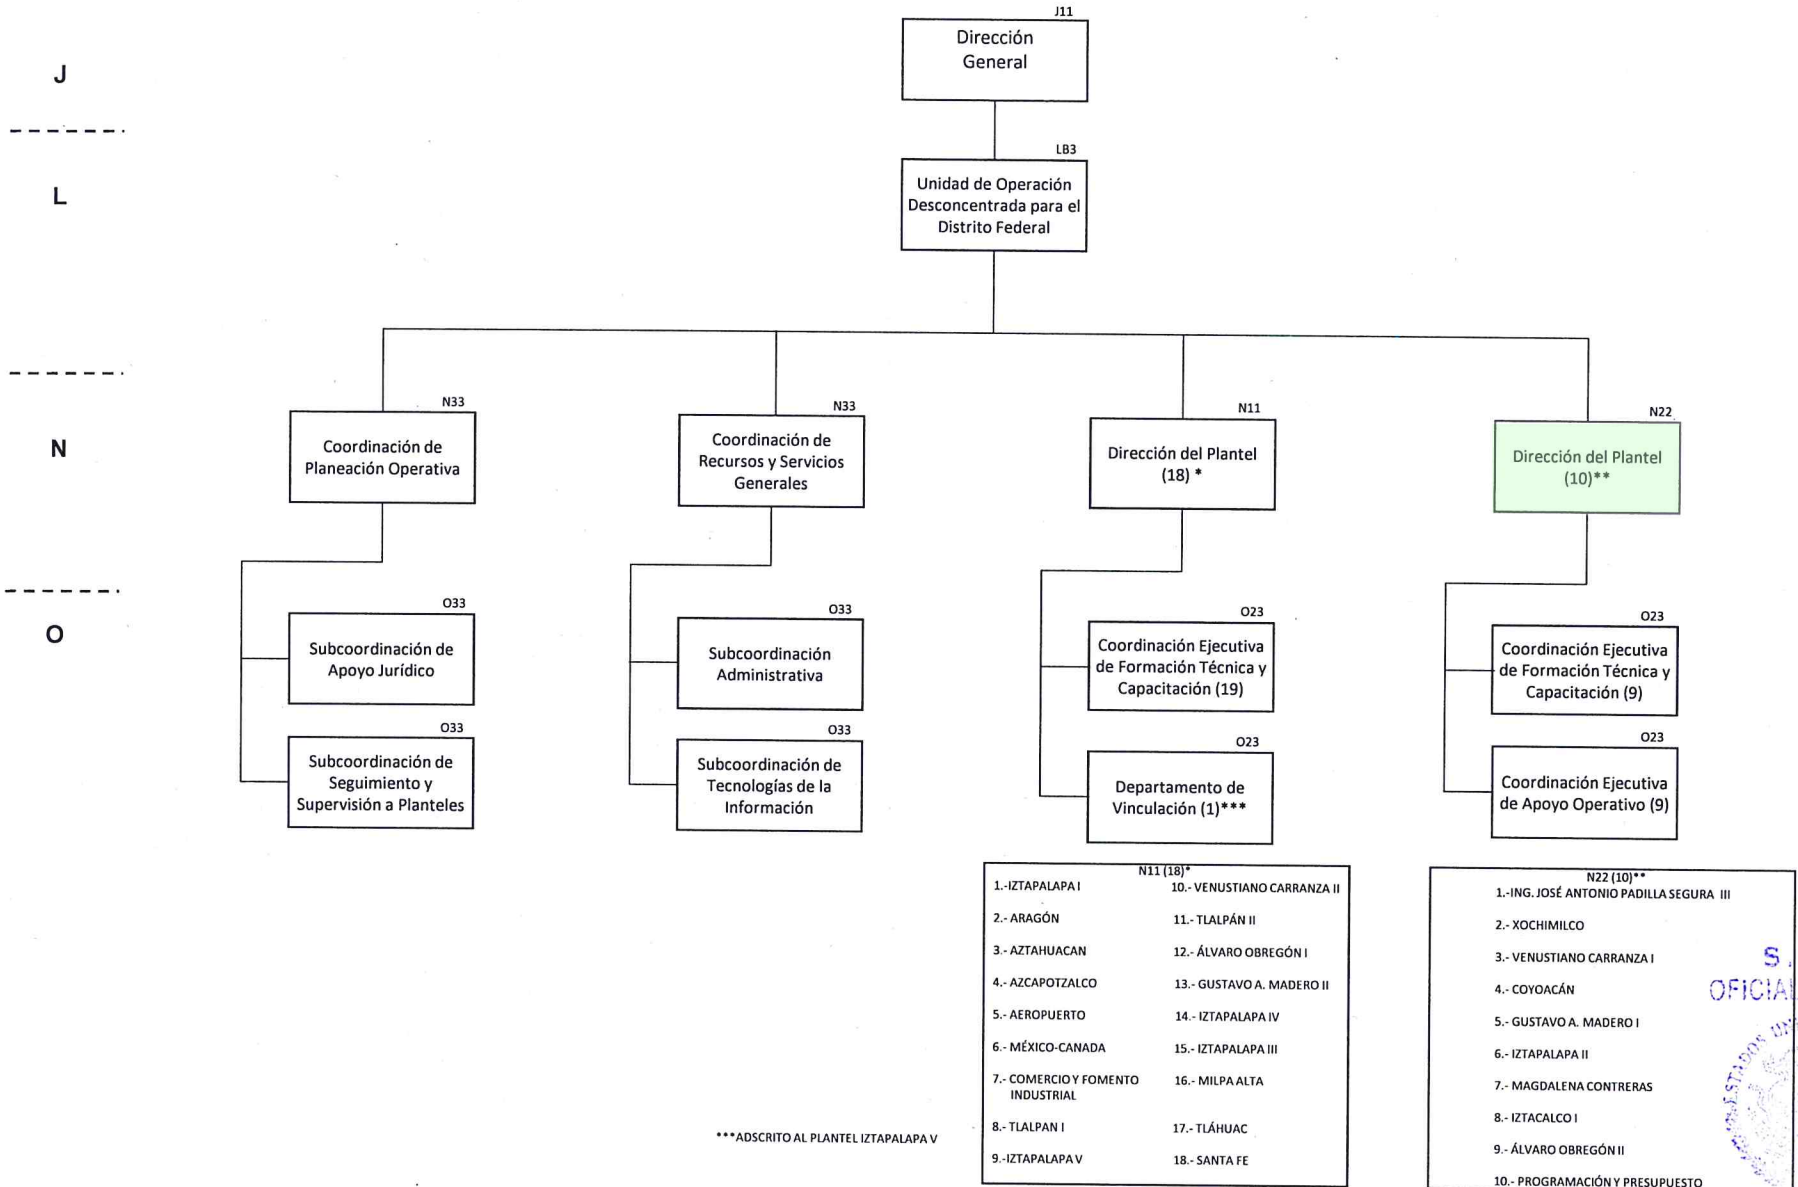 J11
Dirección
General
J
LB3
Unidad de Operación
Desconcentrada para el
Distrito Federal
L
N33
Coordinación de
Planeación Operativa
N33
Coordinación de
Recursos y Servicios
Generales
N11
Dirección del Plantel
(18) *
N22
Dirección del Plantel
(10)**
N
O33
Subcoordinación de
Apoyo Jurídico
O33
Subcoordinación
Administrativa
O23
Coordinación Ejecutiva
de Formación Técnica y
Capacitación (19)
O23
Coordinación Ejecutiva
de Formación Técnica y
Capacitación (9)
O
O33
Subcoordinación de
Seguimiento y
Supervisión a Planteles
O33
Subcoordinación de
Tecnologías de la
Información
O23
Departamento de
Vinculación (1)***
O23
Coordinación Ejecutiva
de Apoyo Operativo (9)
N11 (18)*
1.-IZTAPALAPA I
2.- ARAGÓN
3.- AZTAHUACAN
4.- AZCAPOTZALCO
5.- AEROPUERTO
6.- MÉXICO-CANADA
7.- COMERCIO Y FOMENTO
INDUSTRIAL
8.- TLALPAN I
9.-IZTAPALAPA V
10.- VENUSTIANO CARRANZA II
11.- TLALPÁN II
12.- ÁLVARO OBREGÓN I
13.- GUSTAVO A. MADERO II
14.- IZTAPALAPA IV
15.- IZTAPALAPA III
16.- MILPA ALTA
17.- TLÁHUAC
18.- SANTA FE
N22 (10)**
1.-ING. JOSÉ ANTONIO PADILLA SEGURA III
2.- XOCHIMILCO
3.- VENUSTIANO CARRANZA I
4.- COYOACÁN
5.- GUSTAVO A. MADERO I
6.- IZTAPALAPA II
7.- MAGDALENA CONTRERAS
8.- IZTACALCO I
9.- ÁLVARO OBREGÓN II
10.- PROGRAMACIÓN Y PRESUPUESTO
***ADSCRITO AL PLANTEL IZTAPALAPA V
S.
OFICIAL
ESTADOS UN